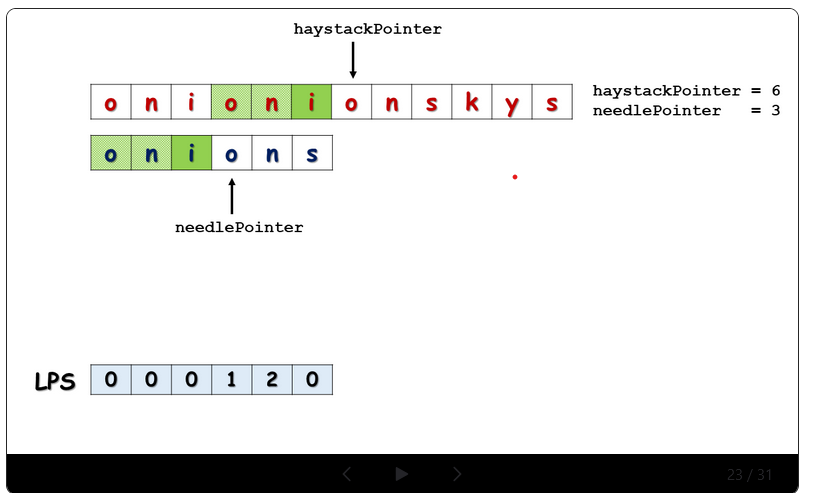 haystackPointer
o n i o n i o n s k y s
haystackPointer = 6
needlePointer = 3
o n i o n s
needlePointer
LPS 0 0 0 1 2 0
23 / 31